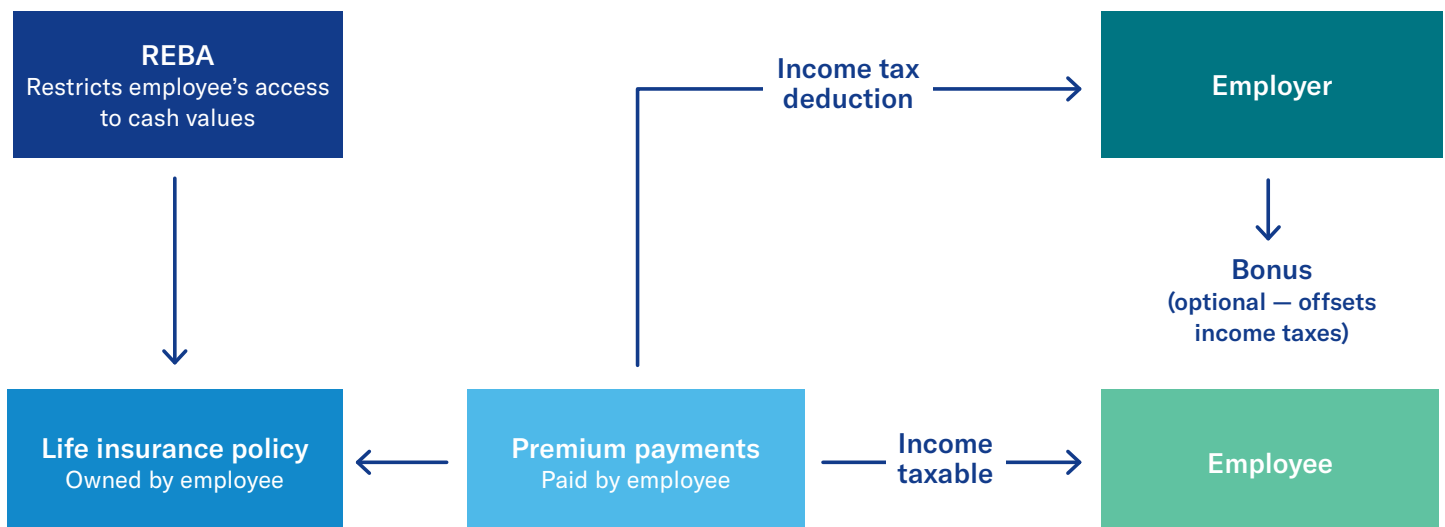 REBA
Restricts employee's access
to cash values
Income tax
deduction
Employer
Bonus
(optional — offsets
income taxes)
Life insurance policy
Owned by employee
Premium payments
Paid by employee
Income
taxable
Employee